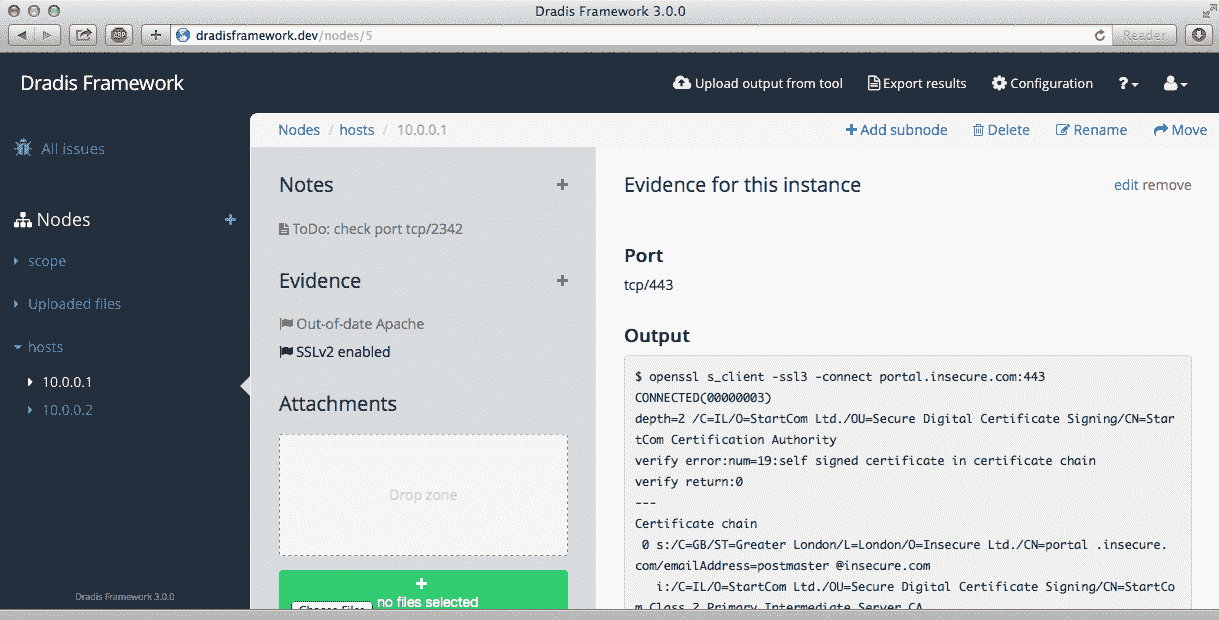 Dradis Framework 3.0.0
ABP
dradisframework.dev/nodes/5
Reader
Dradis Framework
Upload output from tool
Export results
Configuration
?
All issues
Nodes
scope
Uploaded files
hosts
10.0.0.1
10.0.0.2
Dradis Framework 3.0.0
Nodes / hosts / 10.0.0.1
Add subnode
Delete
Rename
Move
Notes
ToDo: check port tcp/2342
Evidence
Out-of-date Apache
SSLv2 enabled
Attachments
Drop zone
Choose Files no files selected
Evidence for this instance
edit remove
Port
tcp/443
Output
$ openssl s_client -ssl3 -connect portal.insecure.com:443
CONNECTED(00000003)
depth=2 /C=IL/O=StartCom Ltd./OU=Secure Digital Certificate Signing/CN=Star
tCom Certification Authority
verify error:num=19:self signed certificate in certificate chain
verify return:0
---
Certificate chain
0 s:/C=GB/ST=Greater London/L=London/O=Insecure Ltd./CN=portal .insecure.
com/emailAddress=postmaster @insecure.com
i:/C=IL/O=StartCom Ltd./OU=Secure Digital Certificate Signing/CN=StartCo
m Class 2 Primary Intermediate Server CA